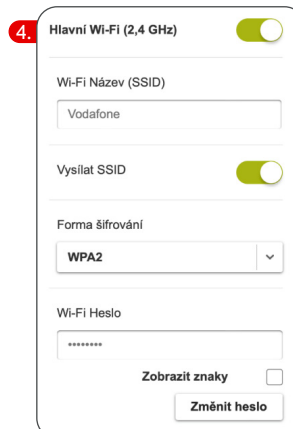 4.
Hlavní Wi-Fi (2,4 GHz)
Wi-Fi Název (SSID)
Vodafone
Vysílat SSID
Forma šifrování
WPA2
Wi-Fi Heslo
••••••••
Zobrazit znaky
Změnit heslo